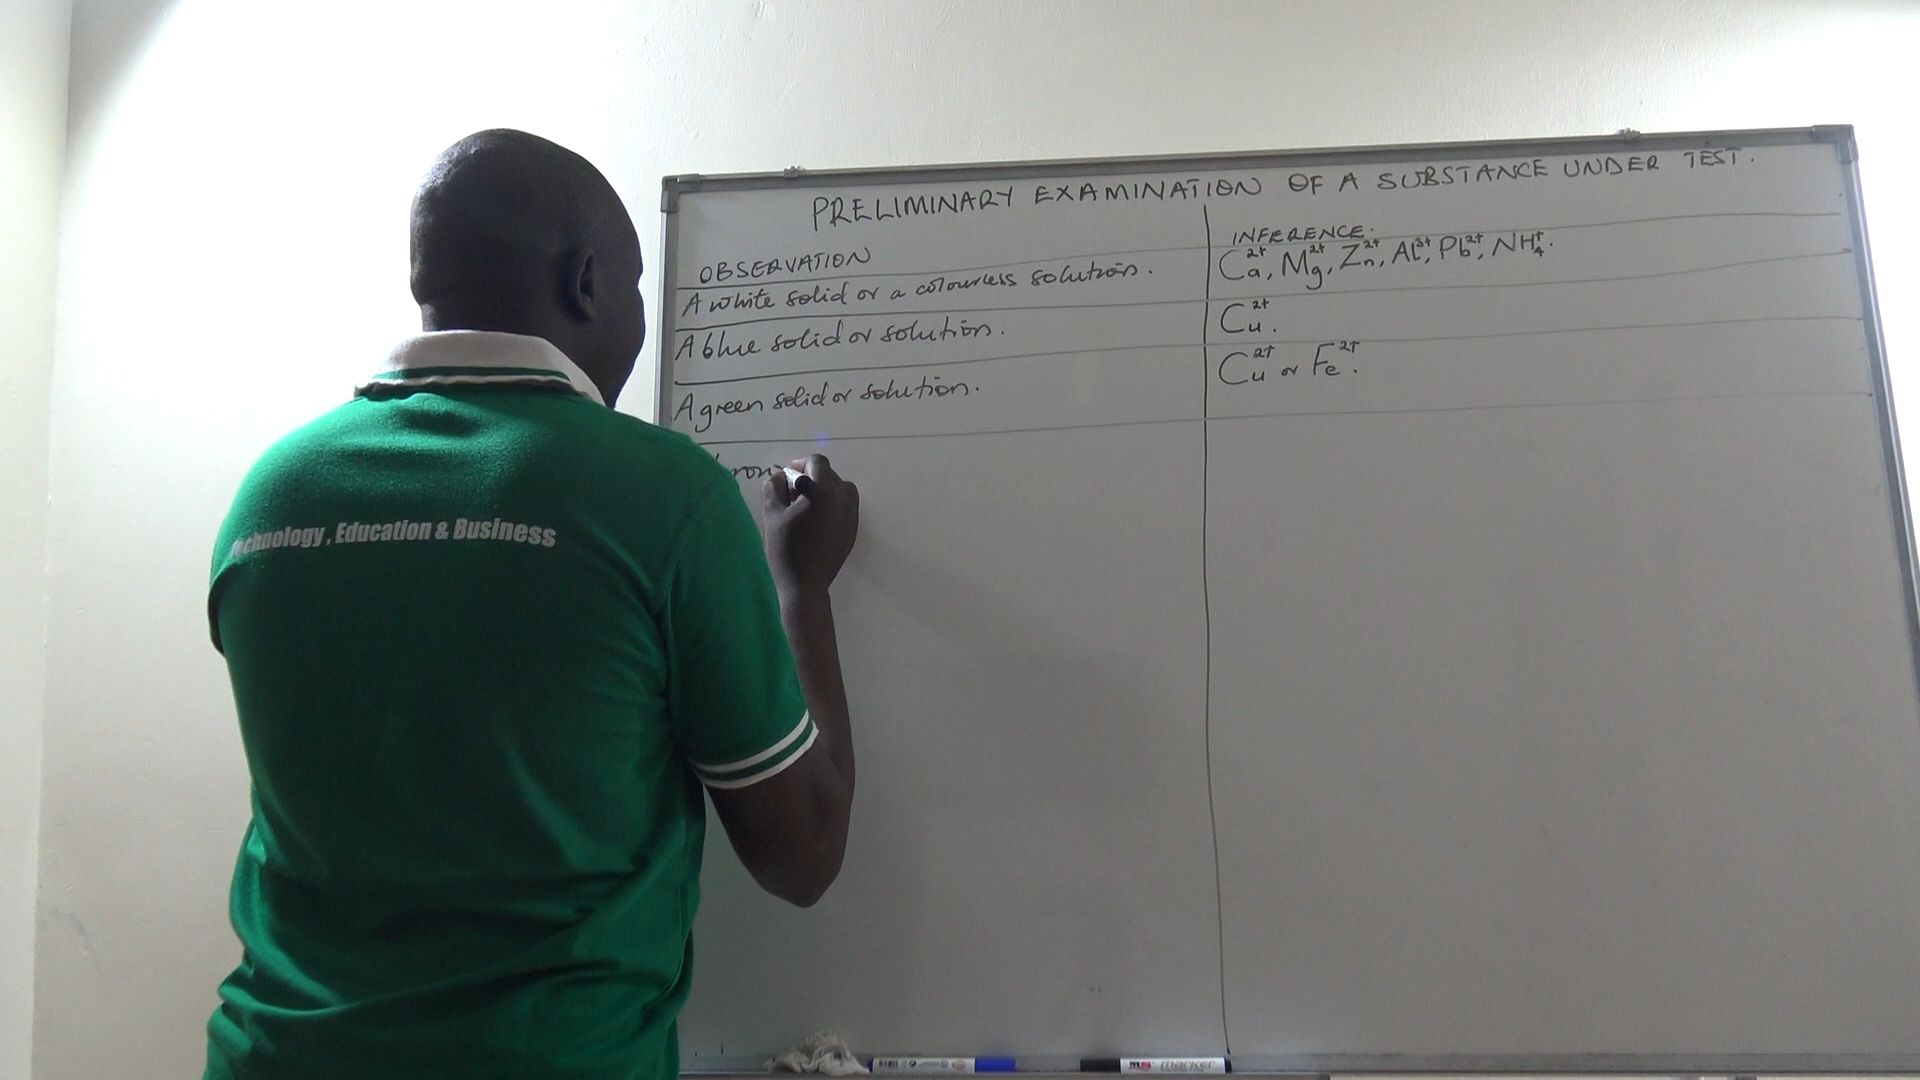 PRELIMINARY EXAMINATION OF A SUBSTANCE UNDER TEST.
OBSERVATION
INFERENCE.
A white solid or a colourless solution.
Ca²⁺, Mg²⁺, Zn²⁺, Al³⁺, Pb²⁺, NH₄⁺.
A blue solid or solution.
Cu²⁺.
A green solid or solution.
Cu²⁺ or Fe²⁺.
Technology, Education & Business
marker